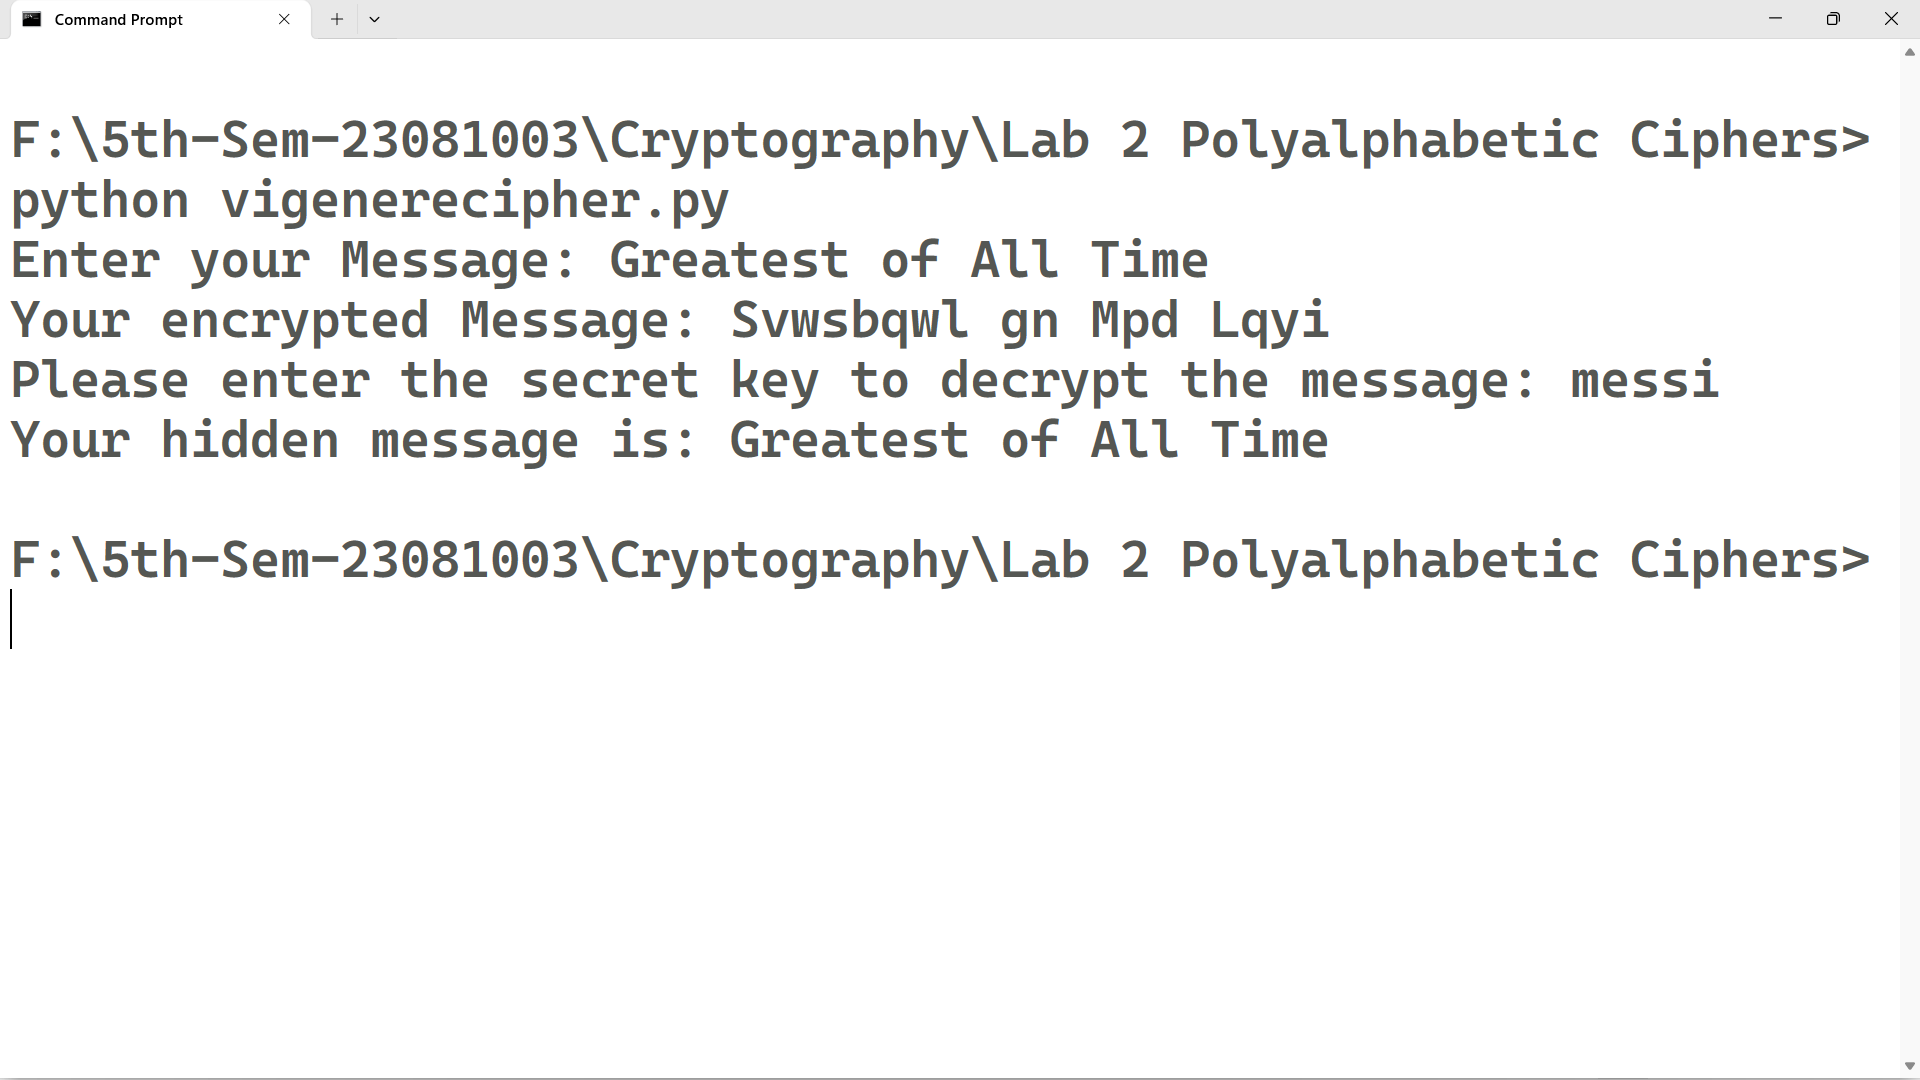 Command Prompt
F:\5th-Sem-23081003\Cryptography\Lab 2 Polyalphabetic Ciphers>
python vigenerecipher.py
Enter your Message: Greatest of All Time
Your encrypted Message: Svwsbqwl gn Mpd Lqyi
Please enter the secret key to decrypt the message: messi
Your hidden message is: Greatest of All Time
F:\5th-Sem-23081003\Cryptography\Lab 2 Polyalphabetic Ciphers>